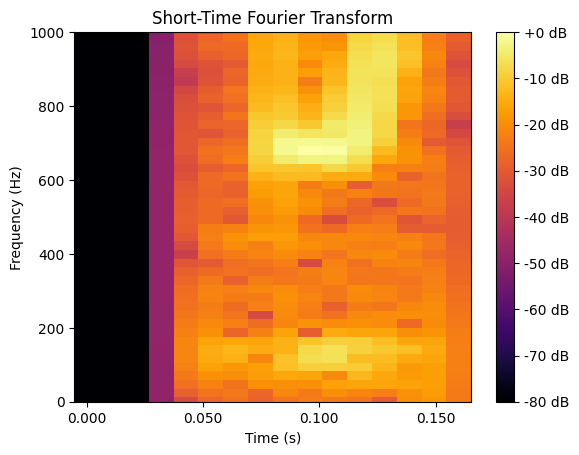 Short-Time Fourier Transform
1000
800
600
400
200
0
Frequency (Hz)
0.000
0.050
0.100
0.150
Time (s)
+0 dB
-10 dB
-20 dB
-30 dB
-40 dB
-50 dB
-60 dB
-70 dB
-80 dB